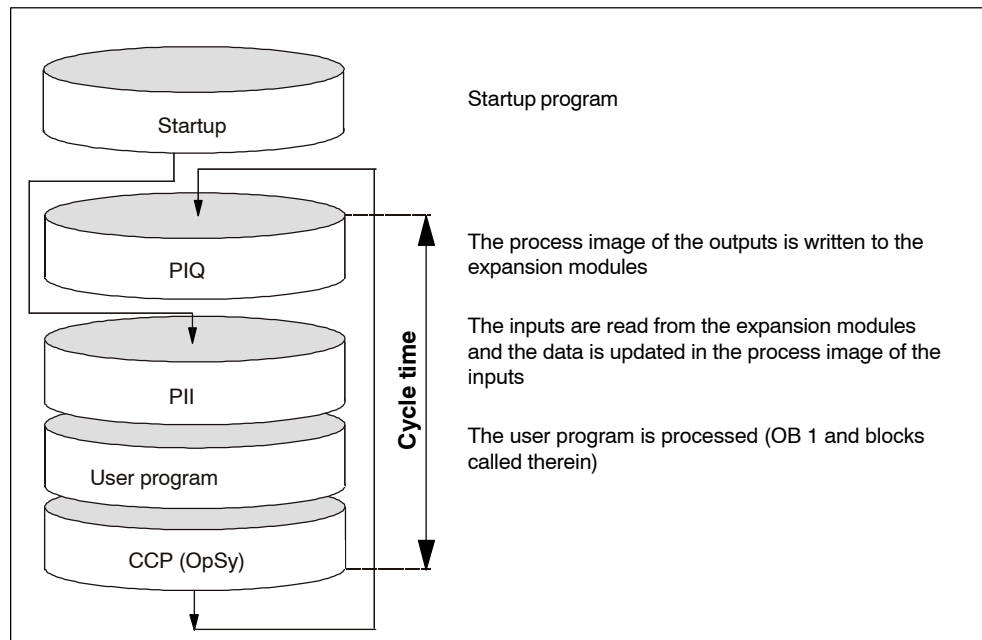 Startup
Startup program
PIQ
The process image of the outputs is written to the
expansion modules
PII
The inputs are read from the expansion modules
and the data is updated in the process image of the
inputs
Cycle time
User program
The user program is processed (OB 1 and blocks
called therein)
CCP (OpSy)